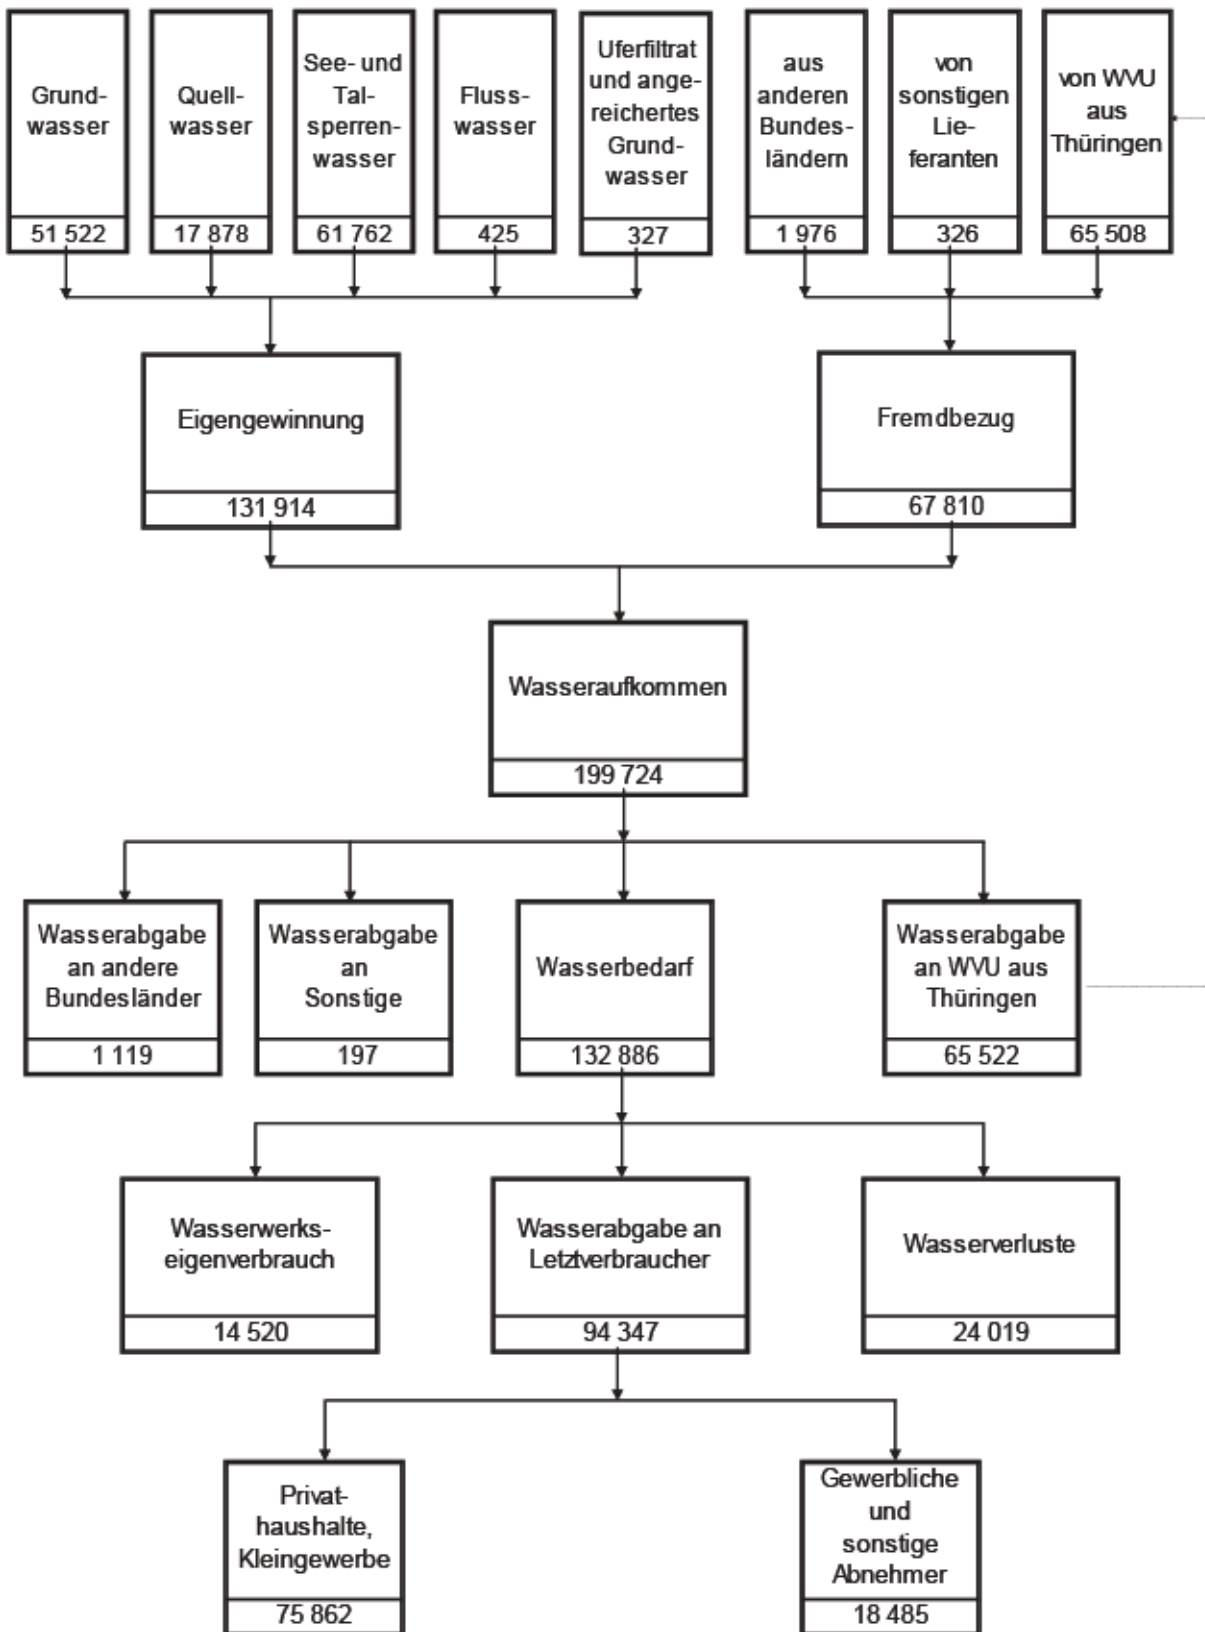 Grund-
wasser
51 522
Quell-
wasser
17 878
See- und
Tal-
sperren-
wasser
61 762
Fluss-
wasser
425
Uferfiltrat
und ange-
reichertes
Grund-
wasser
327
aus
anderen
Bundes-
ländern
1 976
von
sonstigen
Lie-
feranten
326
von WVU
aus
Thüringen
65 508
Eigengewinnung
131 914
Fremdbezug
67 810
Wasseraufkommen
199 724
Wasserabgabe
an andere
Bundesländer
1 119
Wasserabgabe
an
Sonstige
197
Wasserbedarf
132 886
Wasserabgabe
an WVU aus
Thüringen
65 522
Wasserwerks-
eigenverbrauch
14 520
Wasserabgabe an
Letztverbraucher
94 347
Wasserverluste
24 019
Privat-
haushalte,
Kleingewerbe
75 862
Gewerbliche
und
sonstige
Abnehmer
18 485